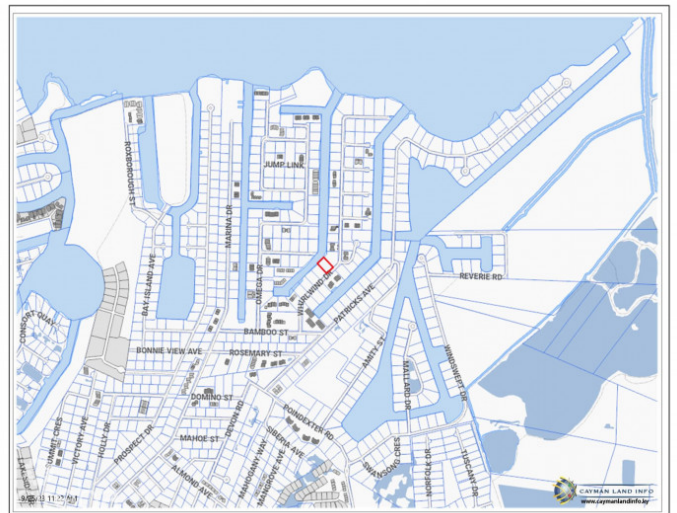 ROXBOROUGH ST
JUMP LINK
MARINA DR
BAY ISLAND AVE
OMEGA DR
REVERIE RD
WHIRLWIND DR
PATRICKS AVE
CONSORT QUAY
BAMBOO ST
BONNIE VIEW AVE
ROSEMARY ST
AMITY ST
WINDSWEPT DR
MALLARD DR
DOMINO ST
DEVON RD
POINDEXTER RD
SUMMIT CRES
VICTORY AVE
HOLLY DR
PROSPECT DR
MAHOE ST
SIBERIA AVE
MAHOGANY WAY
MANGROVE AVE
ALMOND AVE
SWANSONG CRES
NORFOLK DR
TUSCANY DR
CAYMAN LAND INFO
www.caymanlandinfo.ky